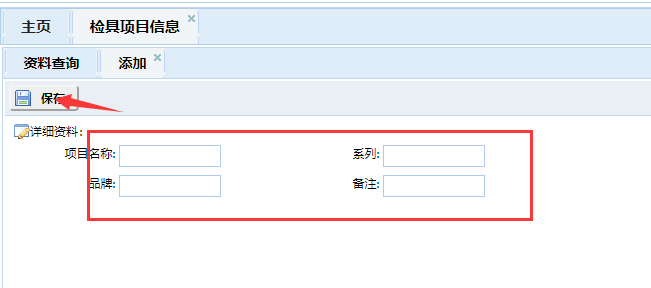 主页 检具项目信息
资料查询 添加
保存
详细资料:
项目名称: 系列:
品牌: 备注: